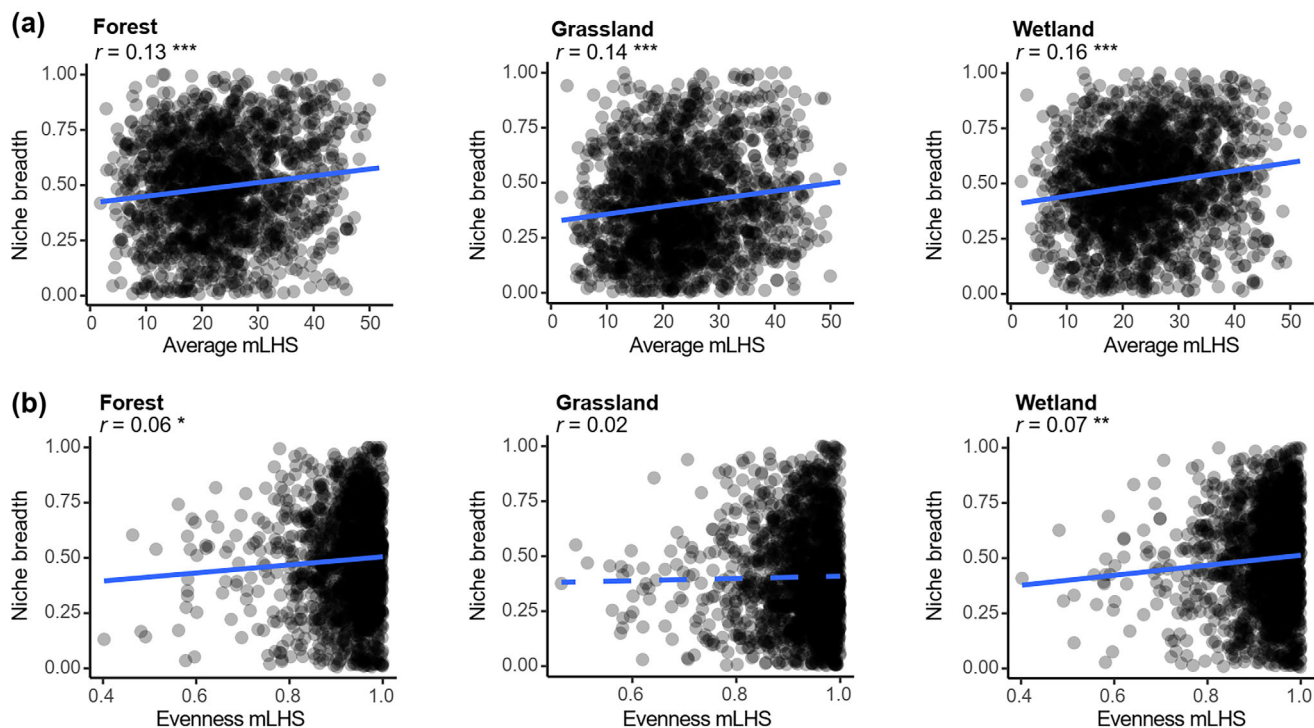 (a)
Forest
r = 0.13 ***
Niche breadth
1.00
0.75
0.50
0.25
0.00
0 10 20 30 40 50
Average mLHS
Grassland
r = 0.14 ***
Niche breadth
1.00
0.75
0.50
0.25
0.00
0 10 20 30 40 50
Average mLHS
Wetland
r = 0.16 ***
Niche breadth
1.00
0.75
0.50
0.25
0.00
0 10 20 30 40 50
Average mLHS
(b)
Forest
r = 0.06 *
Niche breadth
1.00
0.75
0.50
0.25
0.00
0.4 0.6 0.8 1.0
Evenness mLHS
Grassland
r = 0.02
Niche breadth
1.00
0.75
0.50
0.25
0.00
0.6 0.8 1.0
Evenness mLHS
Wetland
r = 0.07 **
Niche breadth
1.00
0.75
0.50
0.25
0.00
0.4 0.6 0.8 1.0
Evenness mLHS